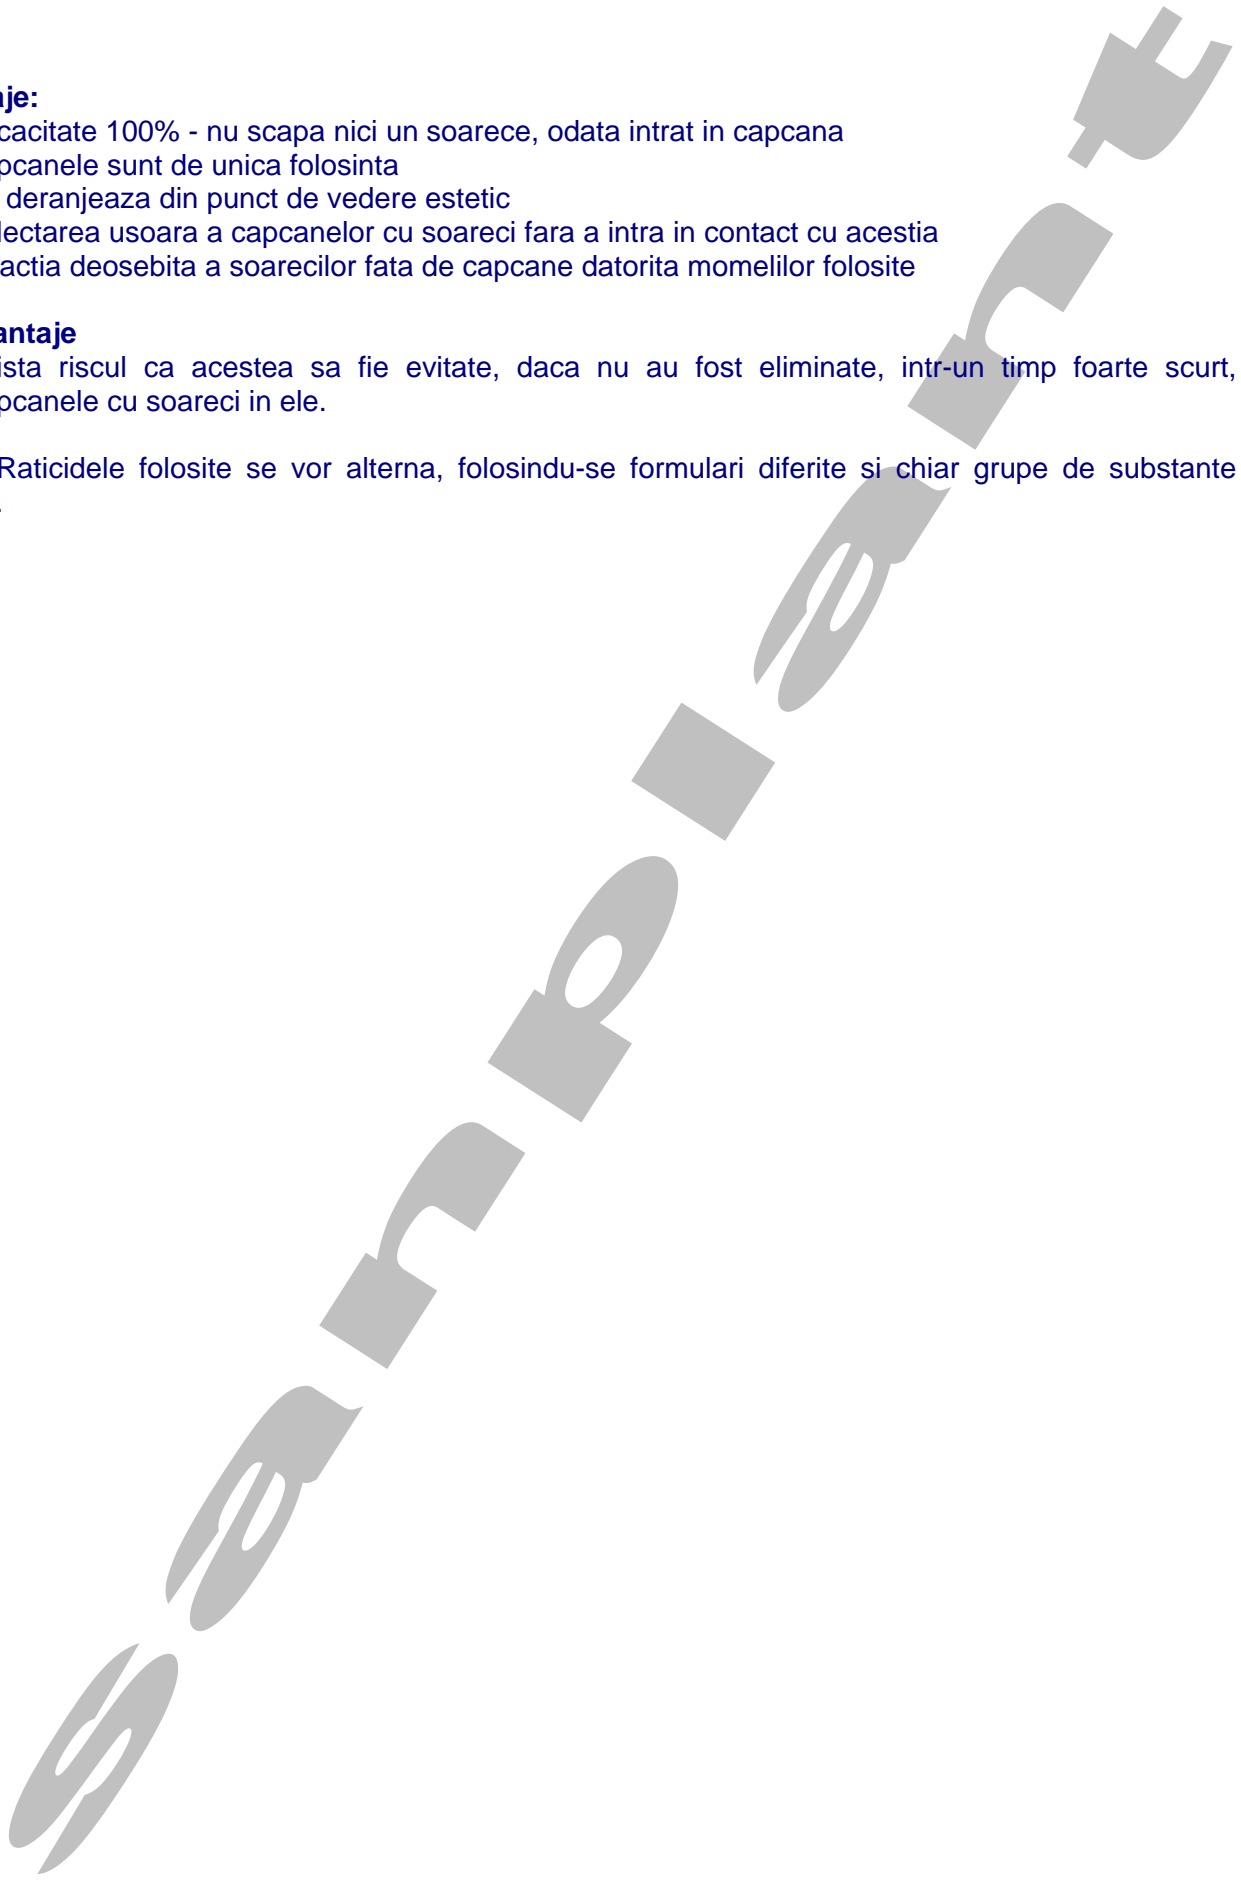 je:
cacitate 100% - nu scapa nici un soarece, odata intrat in capcana
pcanele sunt de unica folosinta
deranjeaza din punct de vedere estetic
lectarea usoara a capcanelor cu soareci fara a intra in contact cu acestia
actia deosebita a soarecilor fata de capcane datorita momelilor folosite
antaje
ista riscul ca acestea sa fie evitate, daca nu au fost eliminate, intr-un timp foarte scurt,
pcanele cu soareci in ele.
Raticidele folosite se vor alterna, folosindu-se formulari diferite si chiar grupe de substante
.